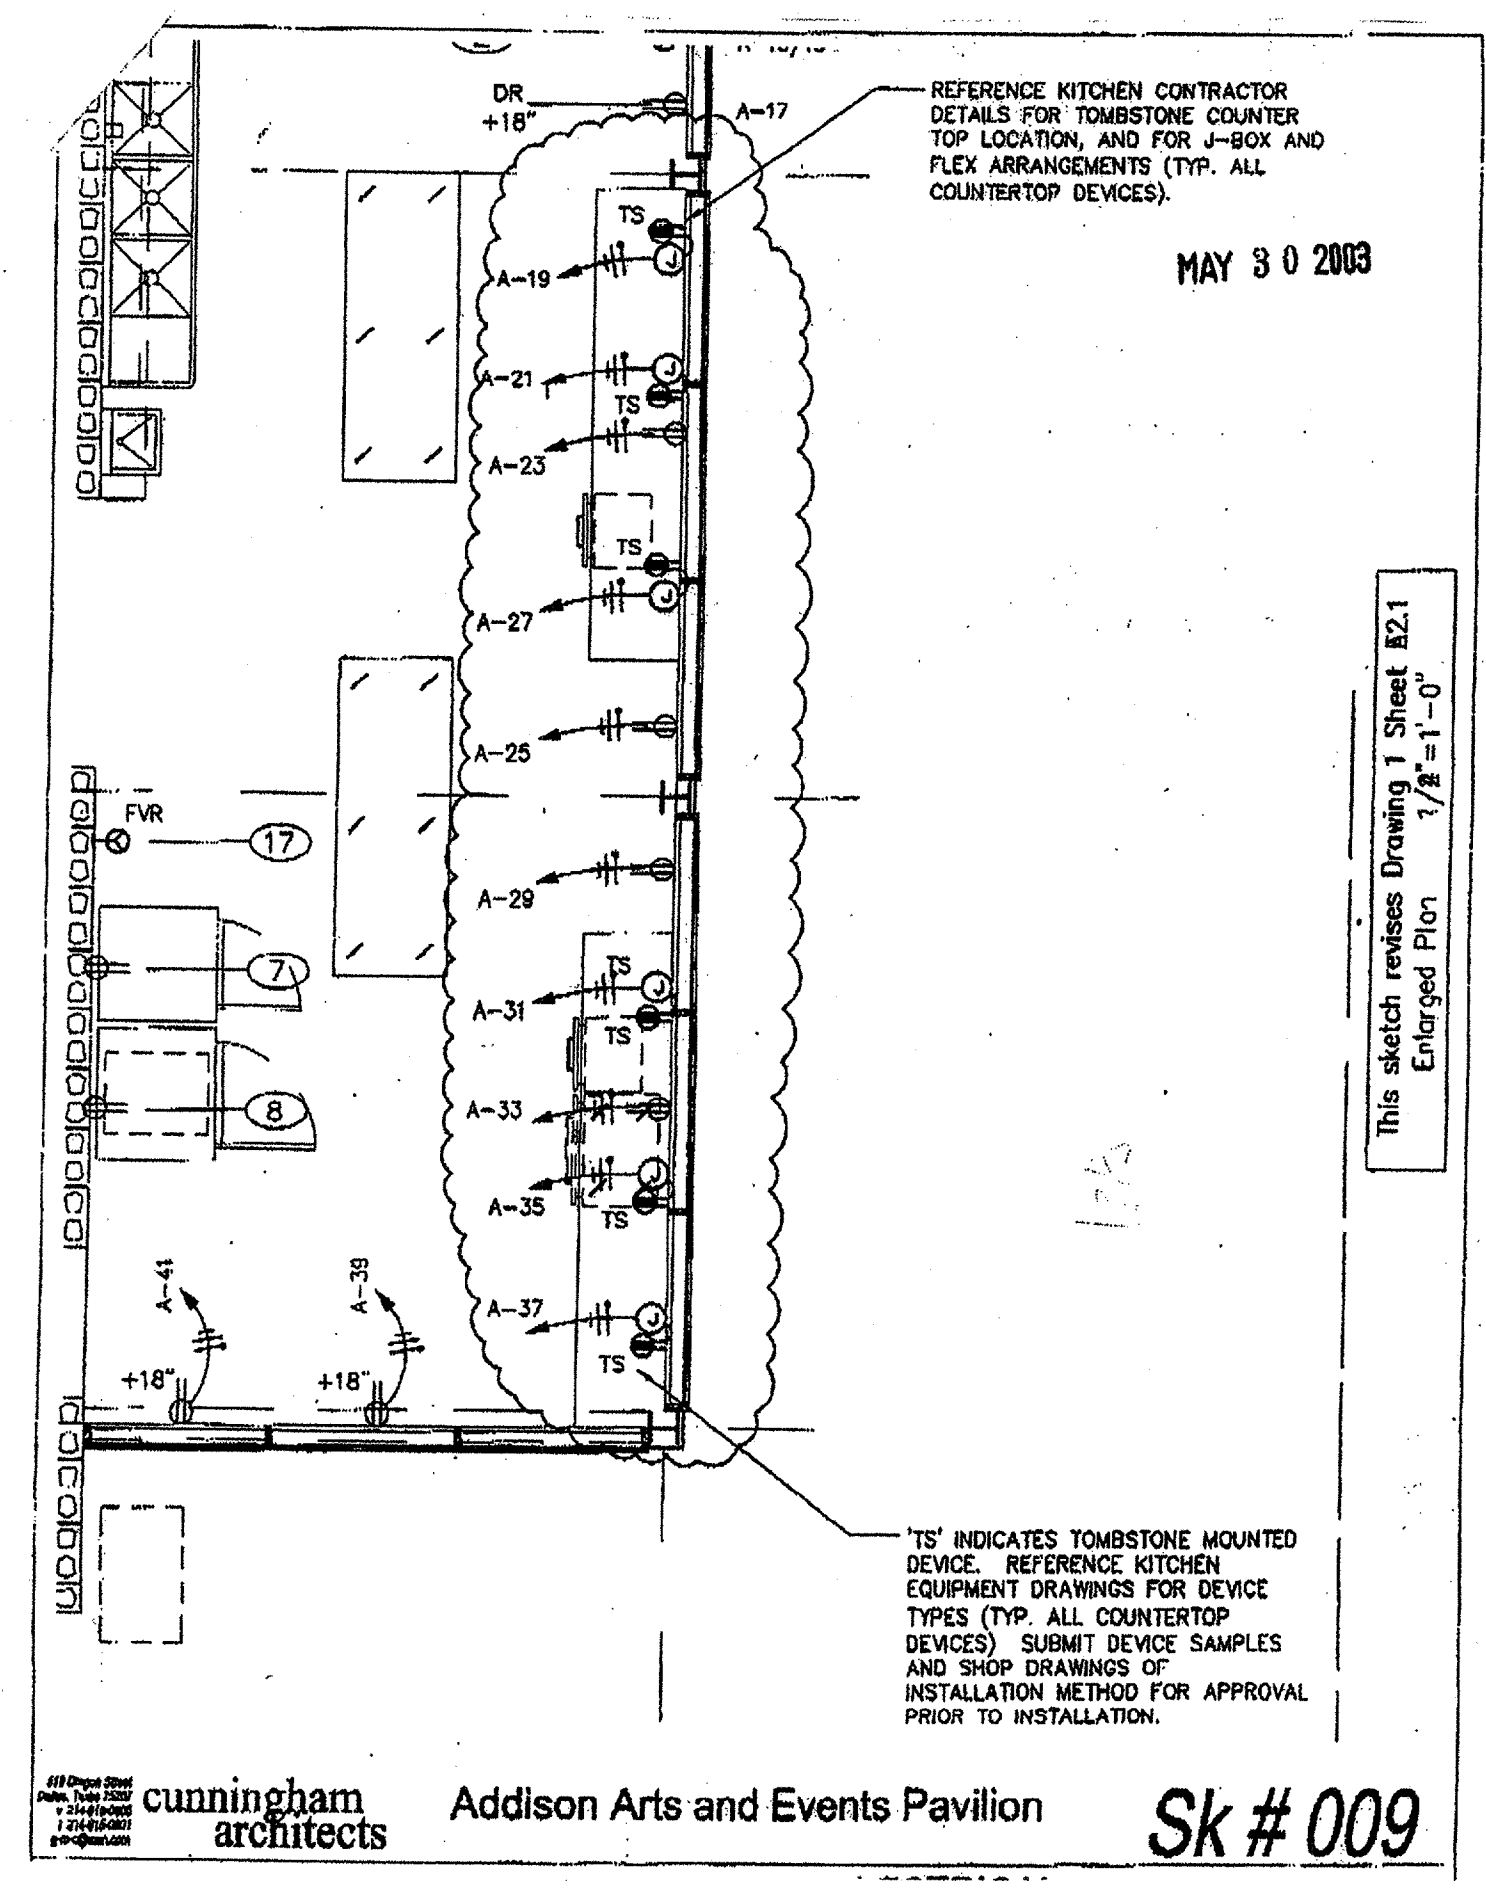 DR
+18"
A-17
REFERENCE KITCHEN CONTRACTOR
DETAILS FOR TOMBSTONE COUNTER
TOP LOCATION, AND FOR J-BOX AND
FLEX ARRANGEMENTS (TYP. ALL
COUNTERTOP DEVICES).
MAY 30 2003
TS
J
A-19
J
A-21
TS
A-23
TS
J
A-27
A-25
FVR
17
A-29
7
TS
J
A-31
TS
8
A-33
J
A-35
TS
A-41
A-39
A-37
J
TS
+18"
+18"
This sketch revises Drawing 1 Sheet A2.1
Enlarged Plan
"=1'-0"
'TS' INDICATES TOMBSTONE MOUNTED
DEVICE. REFERENCE KITCHEN
EQUIPMENT DRAWINGS FOR DEVICE
TYPES (TYP. ALL COUNTERTOP
DEVICES) SUBMIT DEVICE SAMPLES
AND SHOP DRAWINGS OF
INSTALLATION METHOD FOR APPROVAL
PRIOR TO INSTALLATION.
cunningham
architects
Addison Arts and Events Pavilion
Sk # 009